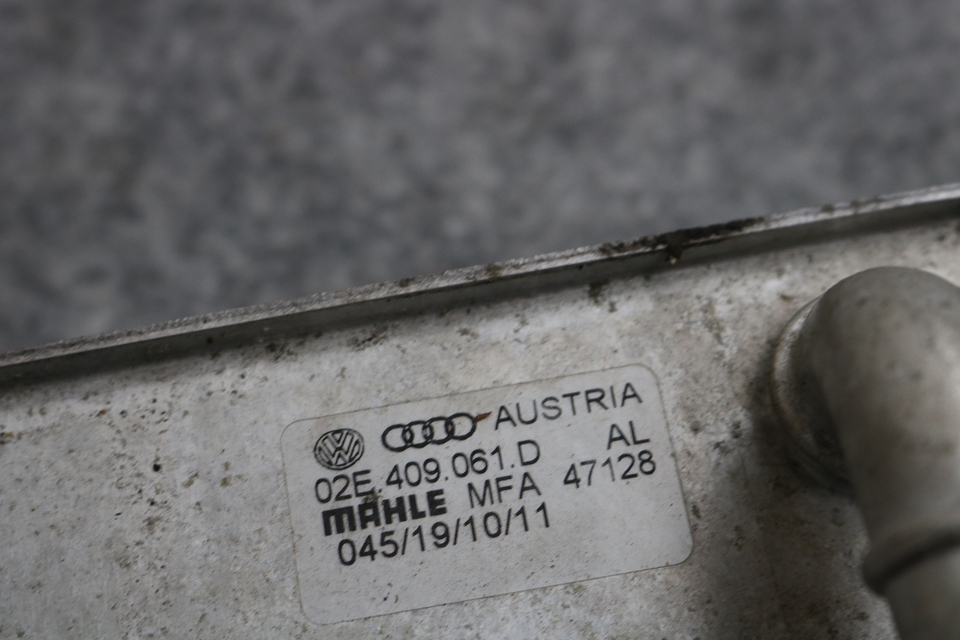 AUSTRIA
02E.409.061.D AL
MAHLE MFA 47128
045/19/10/11